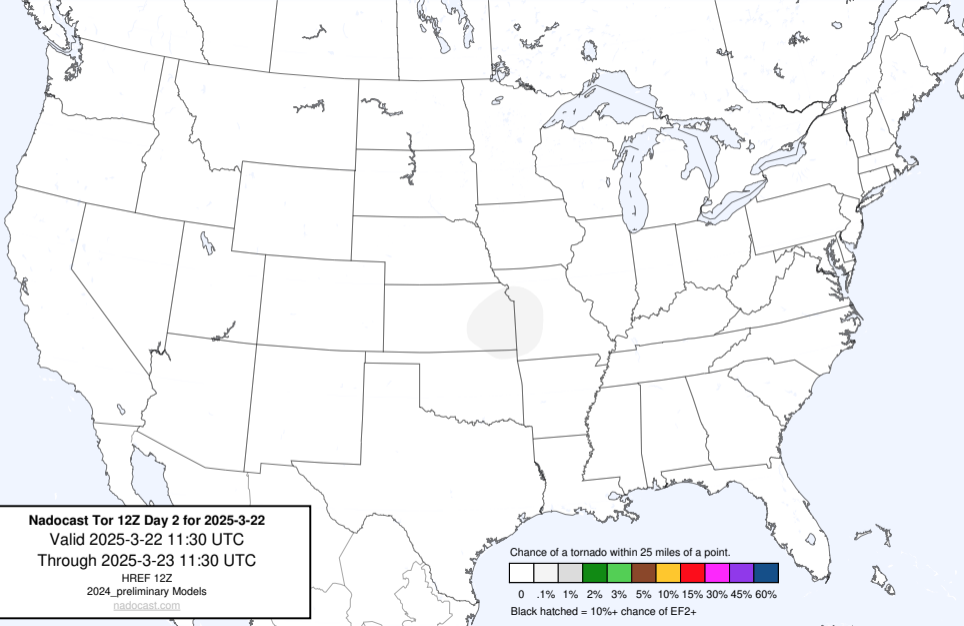 Nadocast Tor 12Z Day 2 for 2025-3-22
Valid 2025-3-22 11:30 UTC
Through 2025-3-23 11:30 UTC
HREF 12Z
2024_preliminary Models
nadocast.com
Chance of a tornado within 25 miles of a point.
0 .1% 1% 2% 3% 5% 10% 15% 30% 45% 60%
Black hatched = 10%+ chance of EF2+